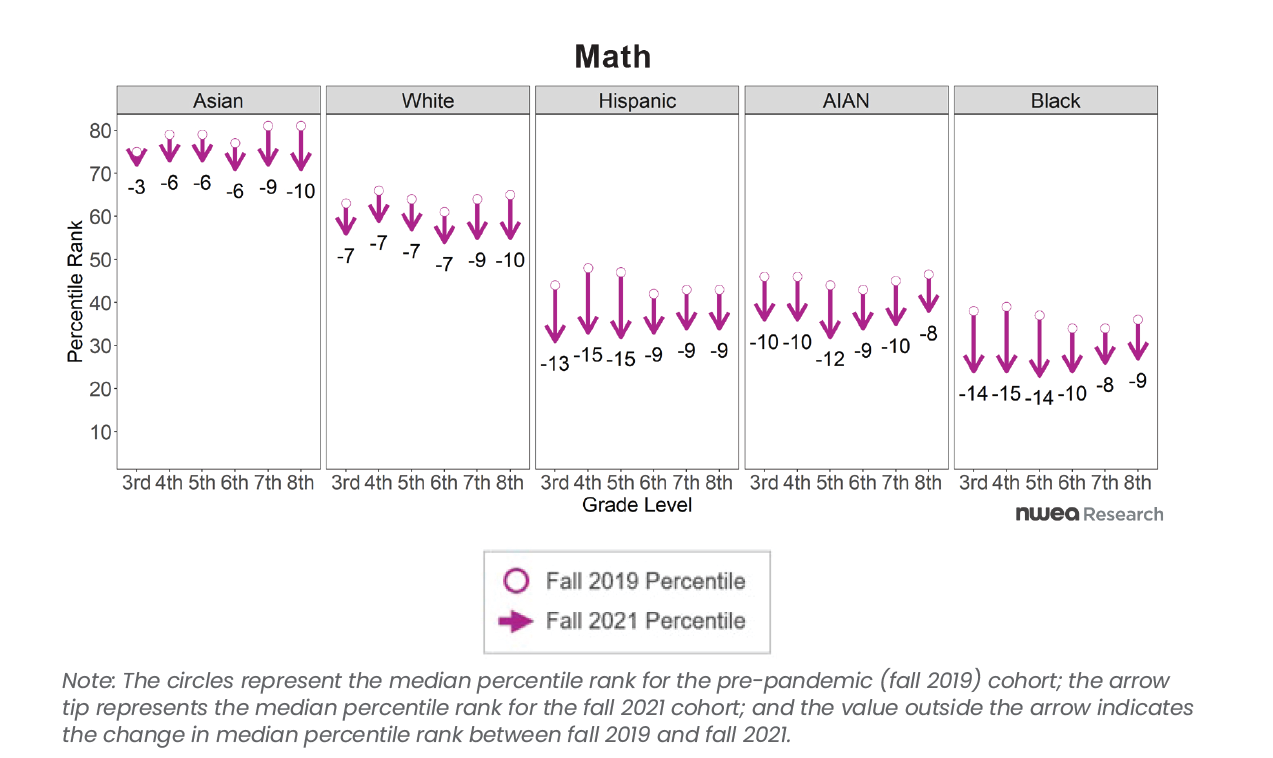 Math
Asian White Hispanic AIAN Black
Percentile Rank
80
70
60
50
40
30
20
10
-3 -6 -6 -6 -9 -10
-7 -7 -7 -7 -9 -10
-13 -15 -15 -9 -9 -9
-10 -10 -12 -9 -10 -8
-14 -15 -14 -10 -8 -9
3rd 4th 5th 6th 7th 8th 3rd 4th 5th 6th 7th 8th 3rd 4th 5th 6th 7th 8th 3rd 4th 5th 6th 7th 8th 3rd 4th 5th 6th 7th 8th
Grade Level
nwea Research
Fall 2019 Percentile
Fall 2021 Percentile
Note: The circles represent the median percentile rank for the pre-pandemic (fall 2019) cohort; the arrow
tip represents the median percentile rank for the fall 2021 cohort; and the value outside the arrow indicates
the change in median percentile rank between fall 2019 and fall 2021.